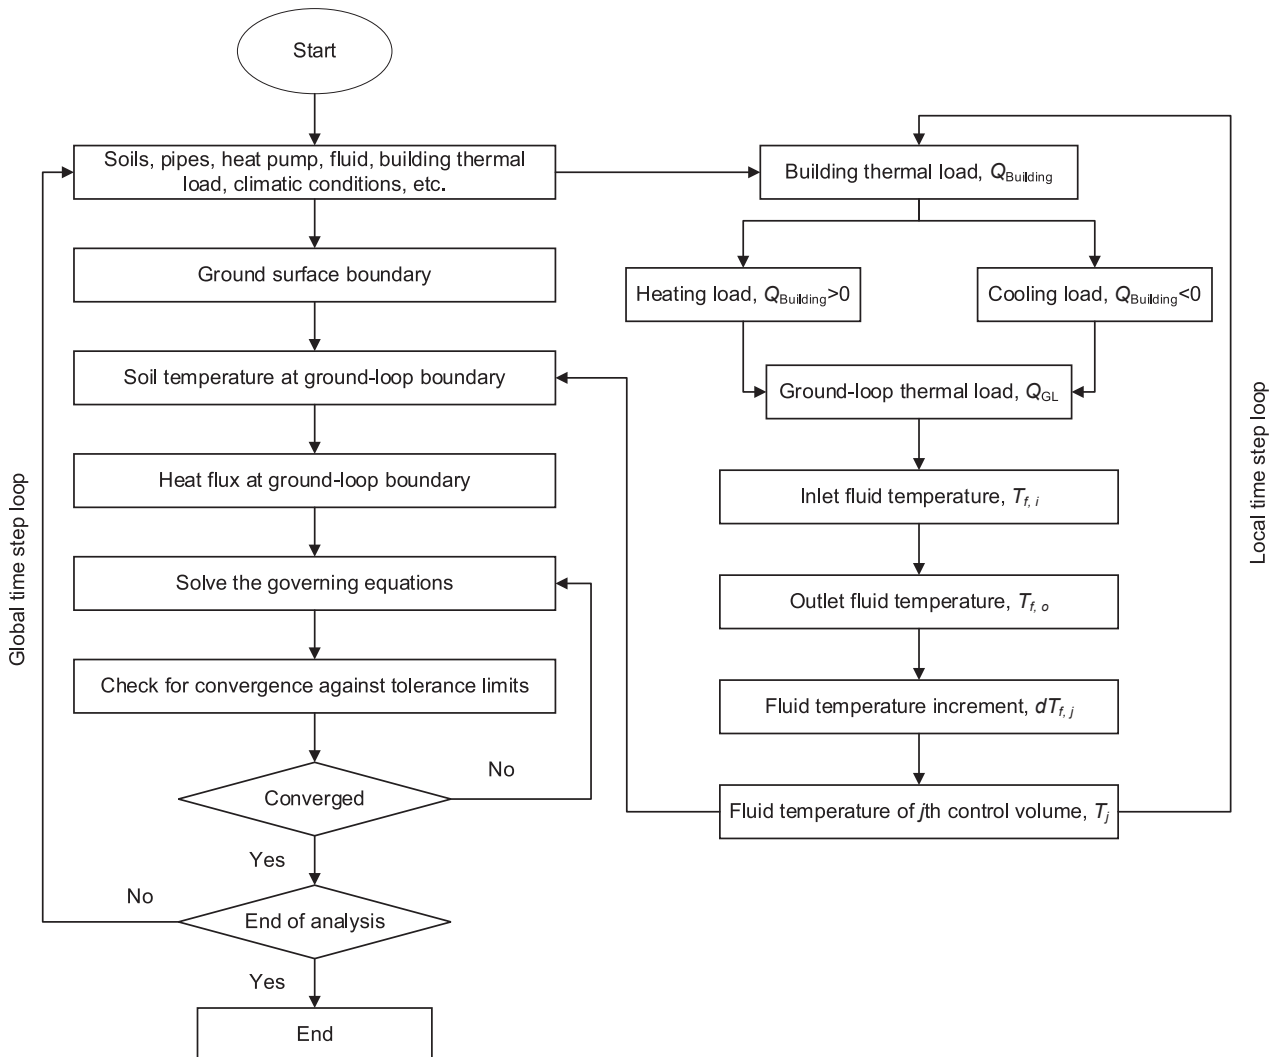 Start
Soils, pipes, heat pump, fluid, building thermal
load, climatic conditions, etc.
Ground surface boundary
Soil temperature at ground-loop boundary
Heat flux at ground-loop boundary
Solve the governing equations
Check for convergence against tolerance limits
Converged
No
Yes
End of analysis
No
Yes
End
Global time step loop
Building thermal load, QBuilding
Heating load, QBuilding>0
Cooling load, QBuilding<0
Ground-loop thermal load, QGL
Inlet fluid temperature, Tf, i
Outlet fluid temperature, Tf, o
Fluid temperature increment, dTf, j
Fluid temperature of jth control volume, Tj
Local time step loop